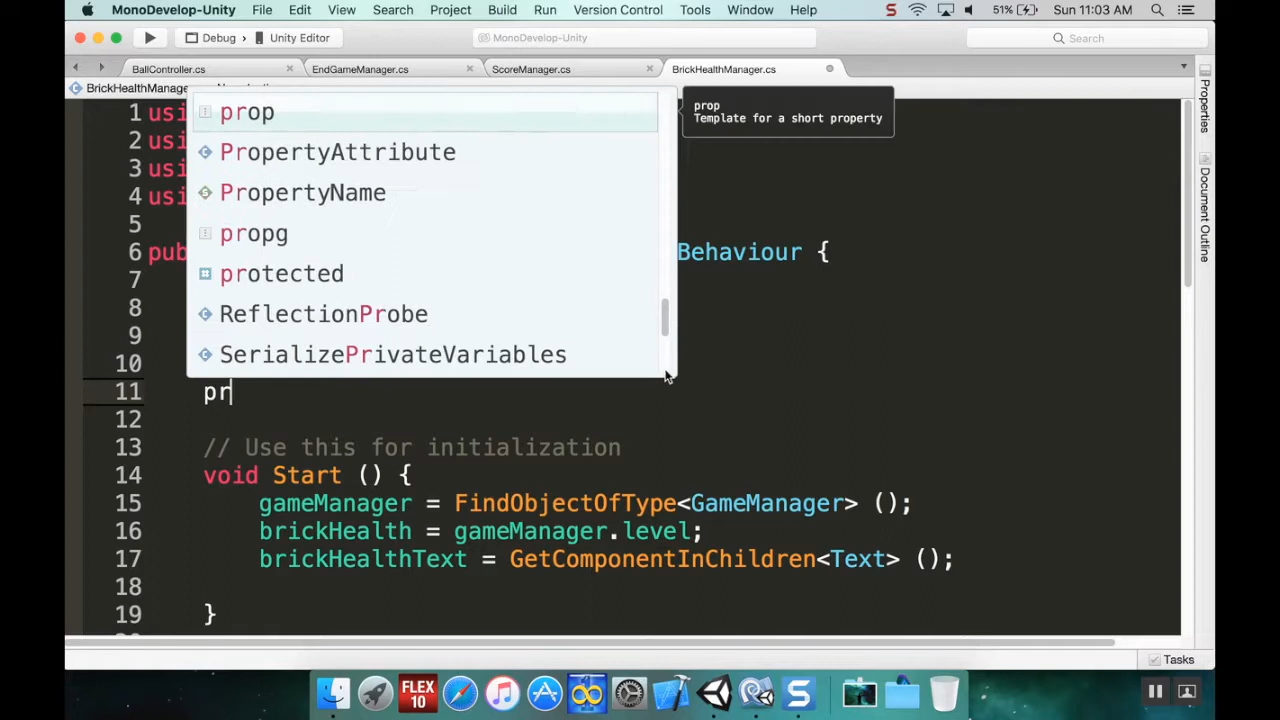 MonoDevelop-Unity File Edit View Search Project Build Run Version Control Tools Window Help S 51% Sun 11:03 AM
Debug Unity Editor MonoDevelop-Unity Search
BallController.cs EndGameManager.cs ScoreManager.cs BrickHealthManager.cs
BrickHealthManager
prop
PropertyAttribute
PropertyName
propg
protected
ReflectionProbe
SerializePrivateVariables
prop
Template for a short property
Properties
Document Outline
1 usi
2 usi
3 usi
4 usi
5
6 pub Behaviour {
7
8
9
10
11 pr
12
13 // Use this for initialization
14 void Start () {
15 gameManager = FindObjectOfType<GameManager> ();
16 brickHealth = gameManager.level;
17 brickHealthText = GetComponentInChildren<Text> ();
18
19 }
Tasks
FLEX
10
S